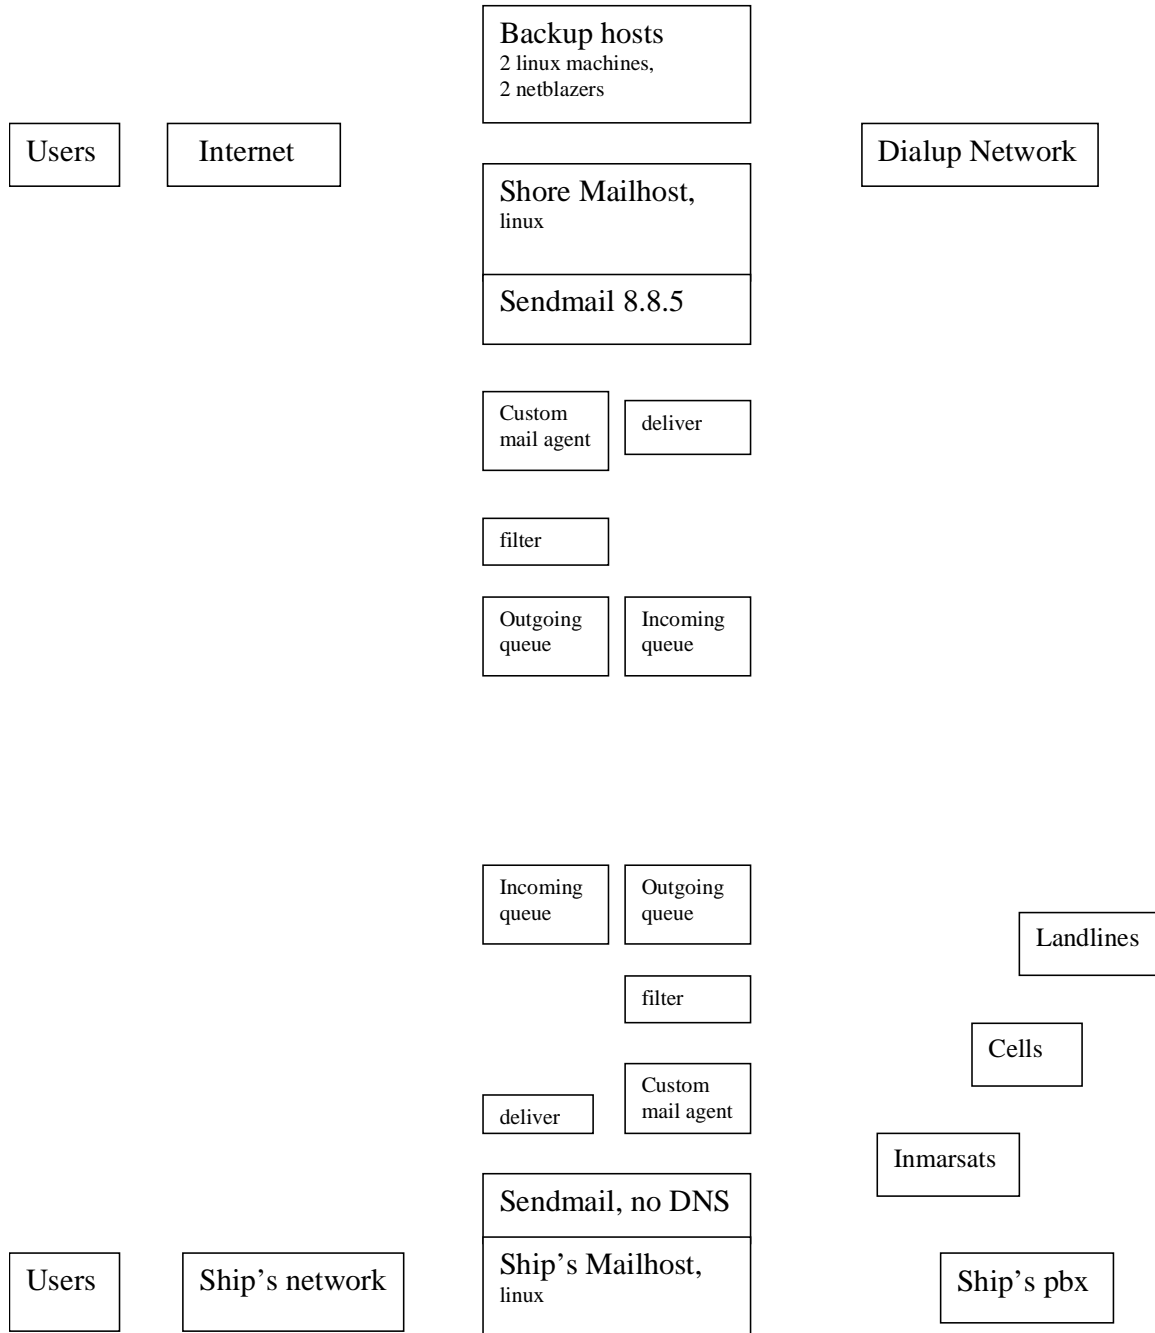 Backup hosts
2 linux machines,
2 netblazers
Users
Internet
Dialup Network
Shore Mailhost,
linux
Sendmail 8.8.5
Custom
mail agent
deliver
filter
Outgoing
queue
Incoming
queue
Incoming
queue
Outgoing
queue
Landlines
filter
Cells
Custom
mail agent
deliver
Inmarsats
Sendmail, no DNS
Users
Ship's network
Ship's Mailhost,
linux
Ship's pbx